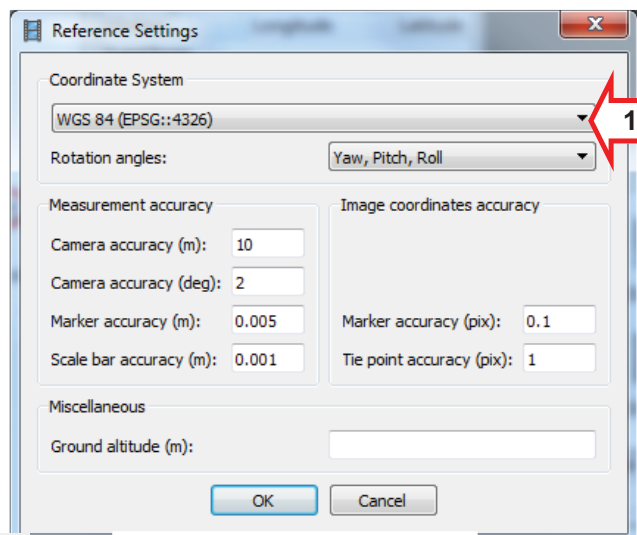 Reference Settings
Longitude Latitude
Coordinate System
WGS 84 (EPSG::4326)
1
Rotation angles: Yaw, Pitch, Roll
Measurement accuracy
Image coordinates accuracy
Camera accuracy (m): 10
Camera accuracy (deg): 2
Marker accuracy (m): 0.005
Marker accuracy (pix): 0.1
Scale bar accuracy (m): 0.001
Tie point accuracy (pix): 1
Miscellaneous
Ground altitude (m):
OK Cancel